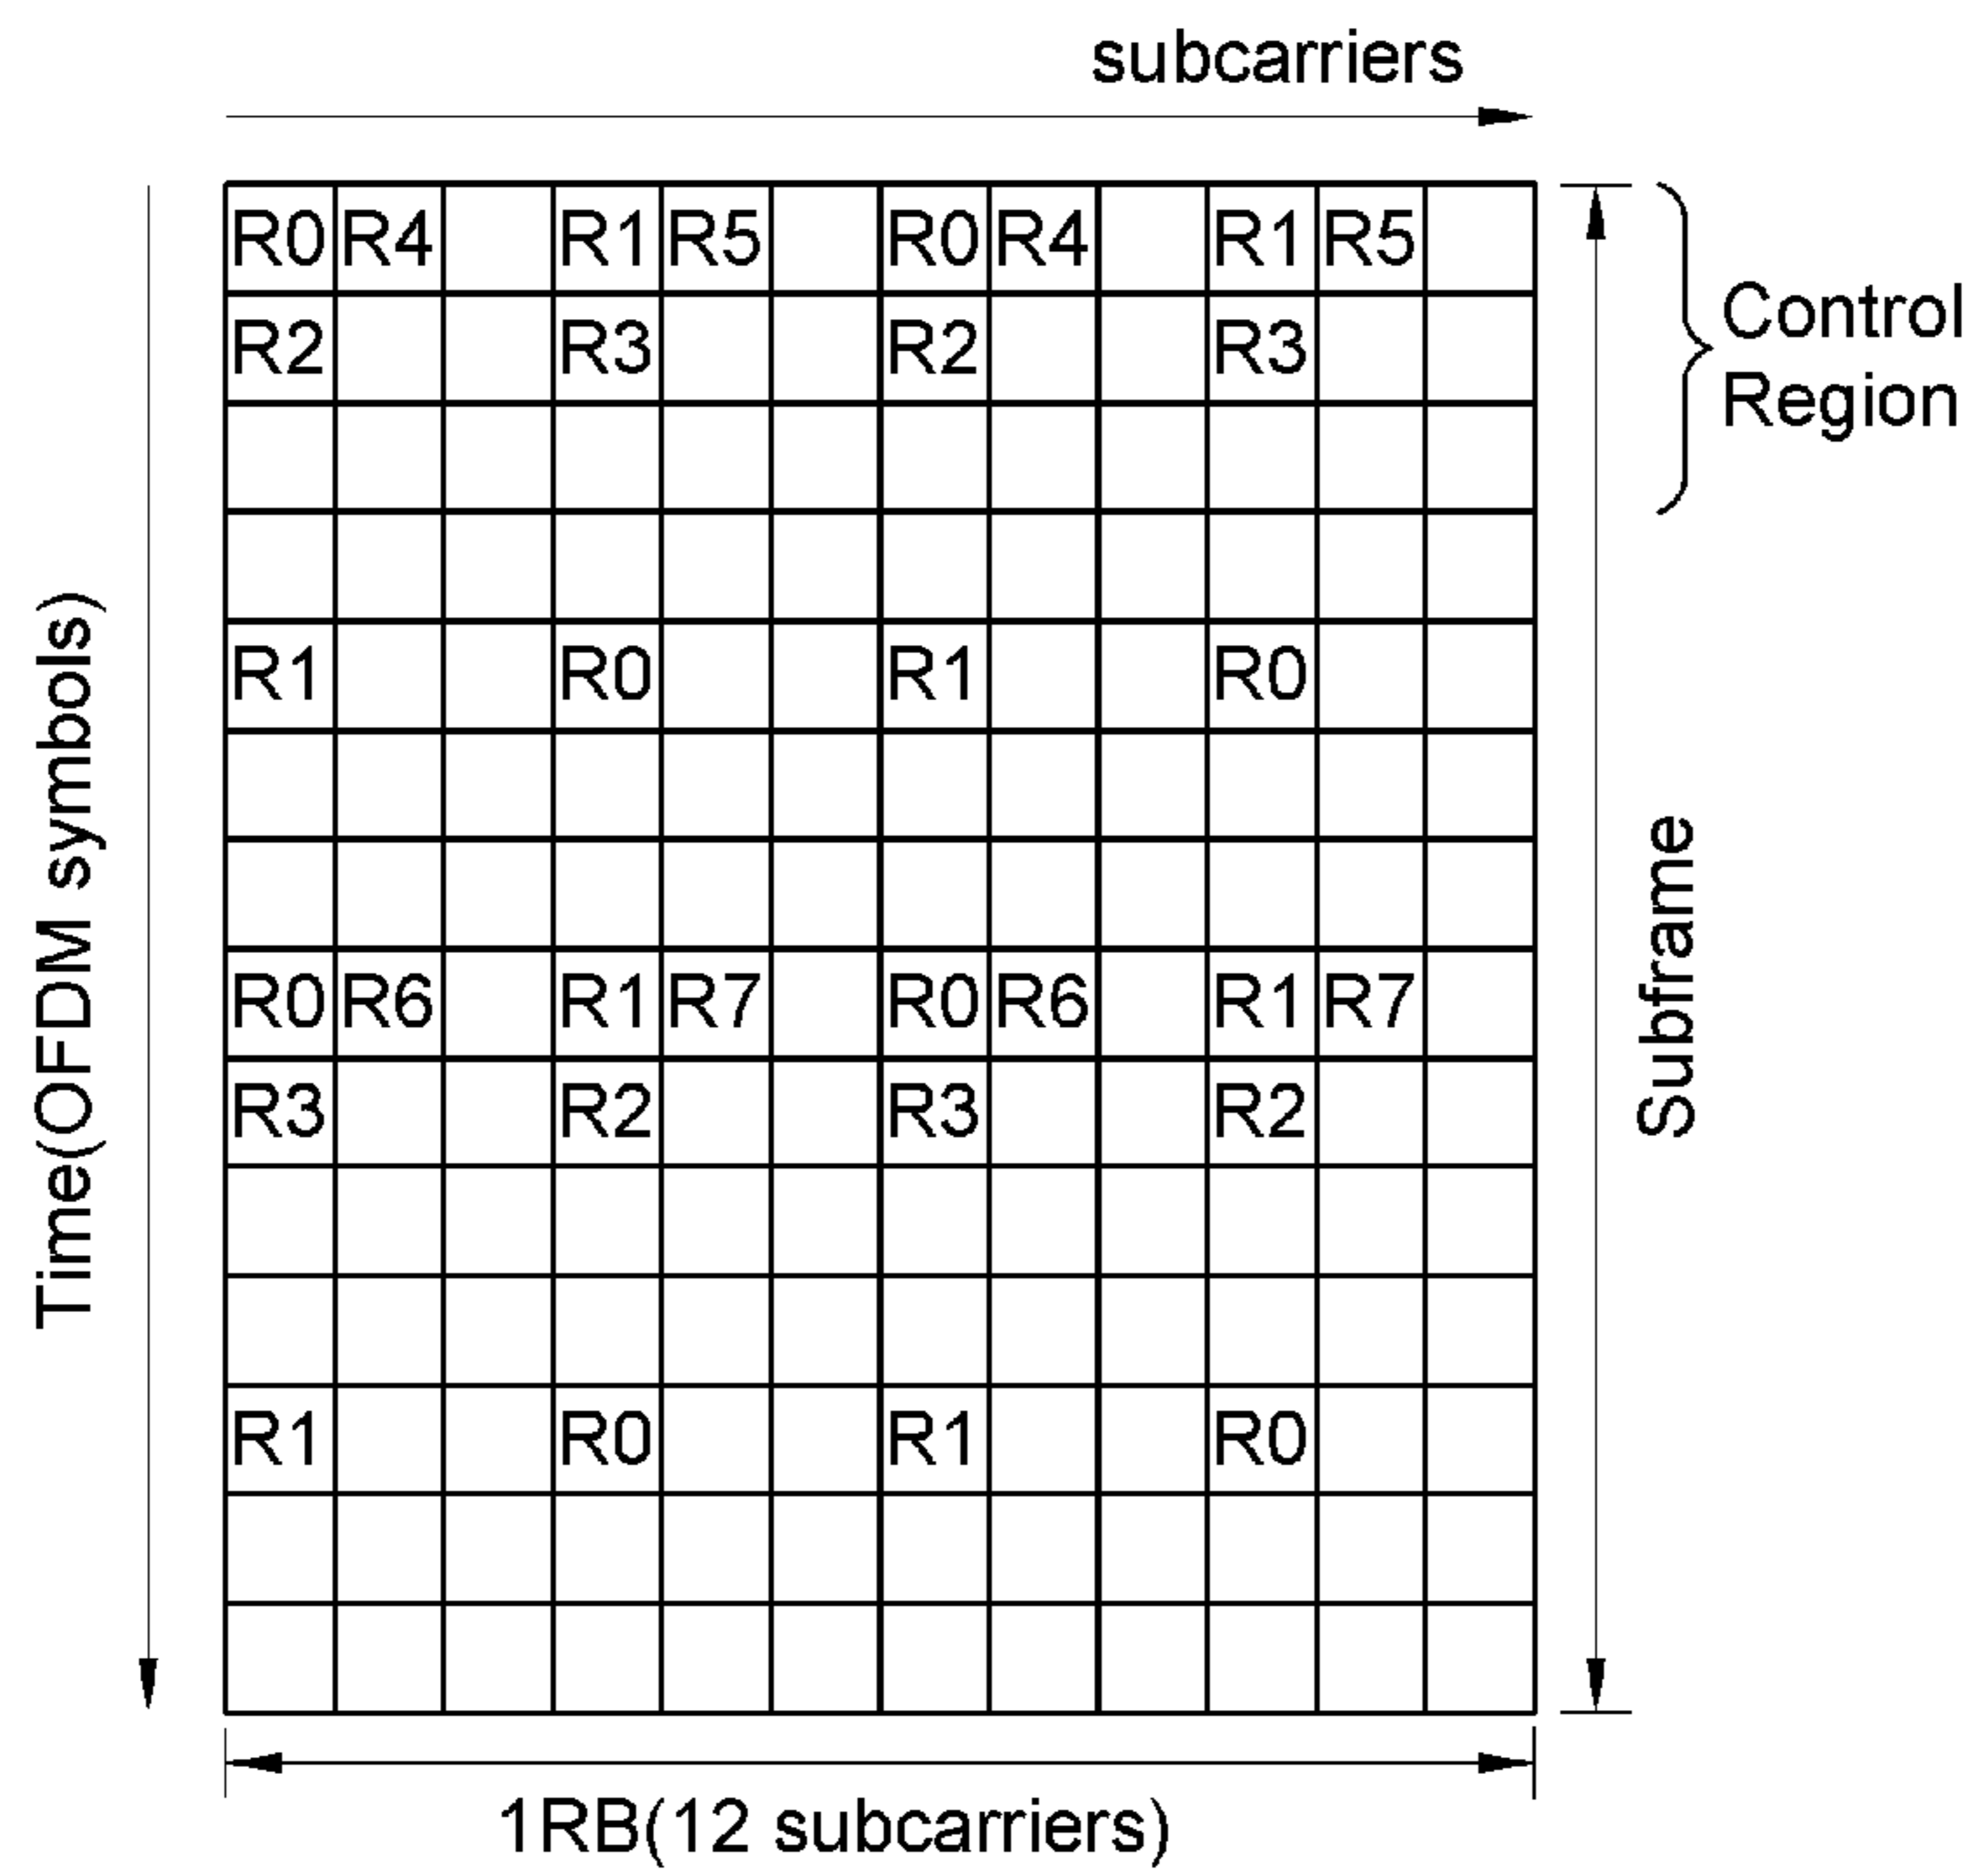 subcarriers
R0 R4 R1 R5 R0 R4 R1 R5
R2 R3 R2 R3
Control
Region
R1 R0 R1 R0
Time(OFDM symbols)
Subframe
R0 R6 R1 R7 R0 R6 R1 R7
R3 R2 R3 R2
R1 R0 R1 R0
1RB(12 subcarriers)